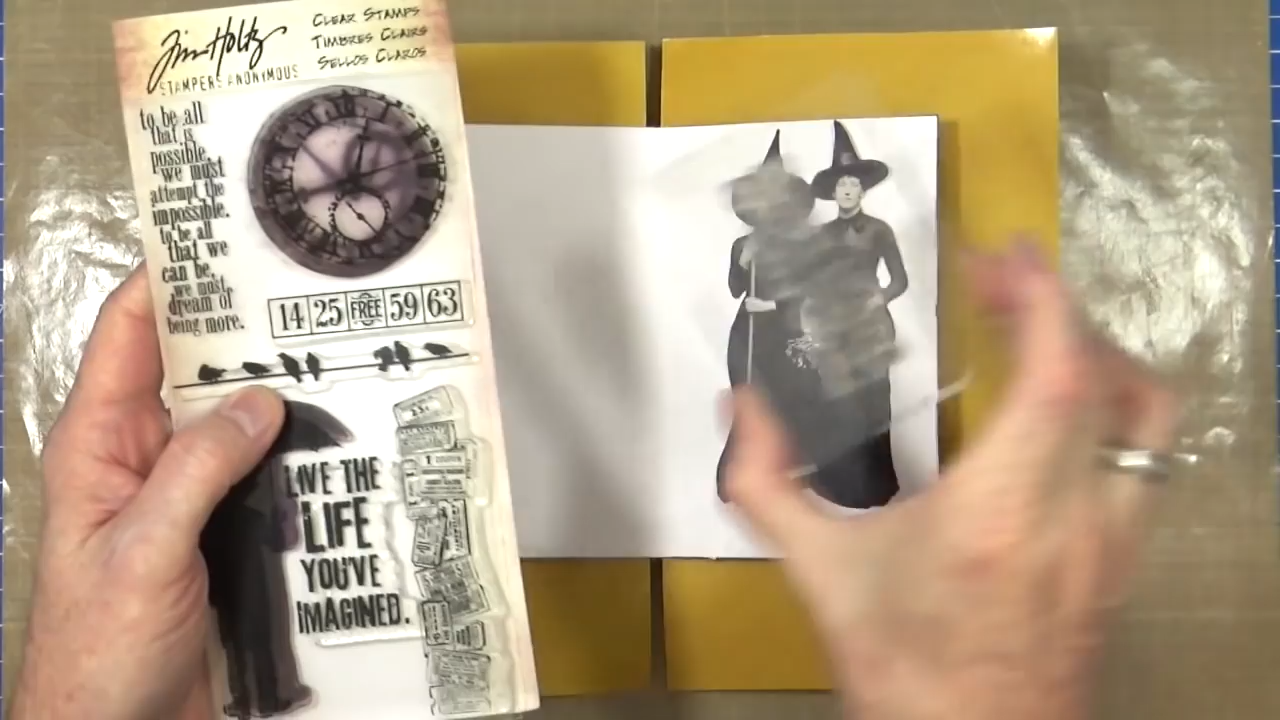 Tim Holtz
STAMPERS ANONYMOUS
CLEAR STAMPS
TIMBRES CLAIRS
SELLOS CLAROS
to be all
that is
possible,
we must
attempt the
impossible.
to be all
that we
can be,
we must
dream of
being more.
14 25 FREE 59 63
LIVE THE
LIFE
YOU'VE
IMAGINED.